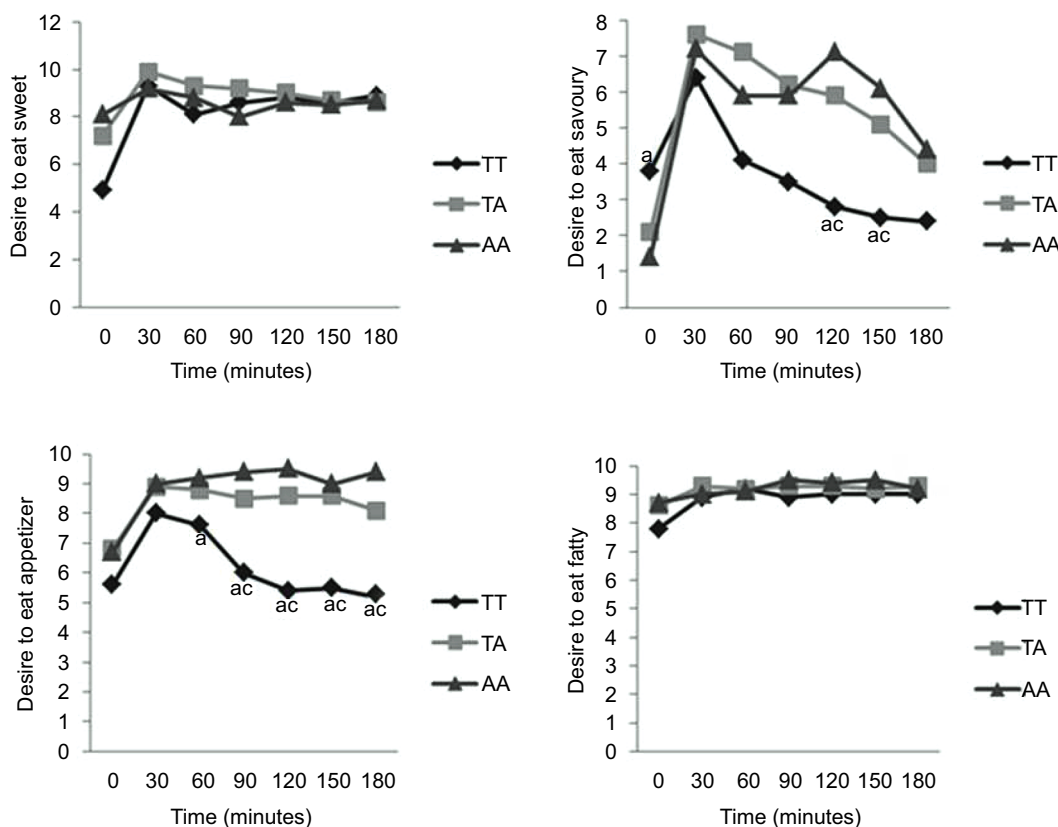 12
10
8
6
4
2
0
Desire to eat sweet
0 30 60 90 120 150 180
Time (minutes)
TT
TA
AA
8
7
6
5
4
3
2
1
0
Desire to eat savoury
a
ac ac
0 30 60 90 120 150 180
Time (minutes)
TT
TA
AA
10
9
8
7
6
5
4
3
2
1
0
Desire to eat appetizer
a
ac ac ac ac
0 30 60 90 120 150 180
Time (minutes)
TT
TA
AA
10
9
8
7
6
5
4
3
2
1
0
Desire to eat fatty
0 30 60 90 120 150 180
Time (minutes)
TT
TA
AA